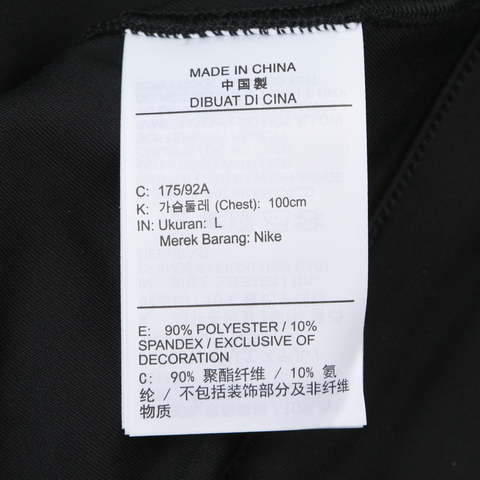 MADE IN CHINA
中國製
DIBUAT DI CINA
C: 175/92A
K: 가슴둘레 (Chest): 100cm
IN: Ukuran: L
Merek Barang: Nike
E: 90% POLYESTER / 10%
SPANDEX / EXCLUSIVE OF
DECORATION
C: 90% 聚酯纤维 / 10% 氨
纶 / 不包括装饰部分及非纤维
物质